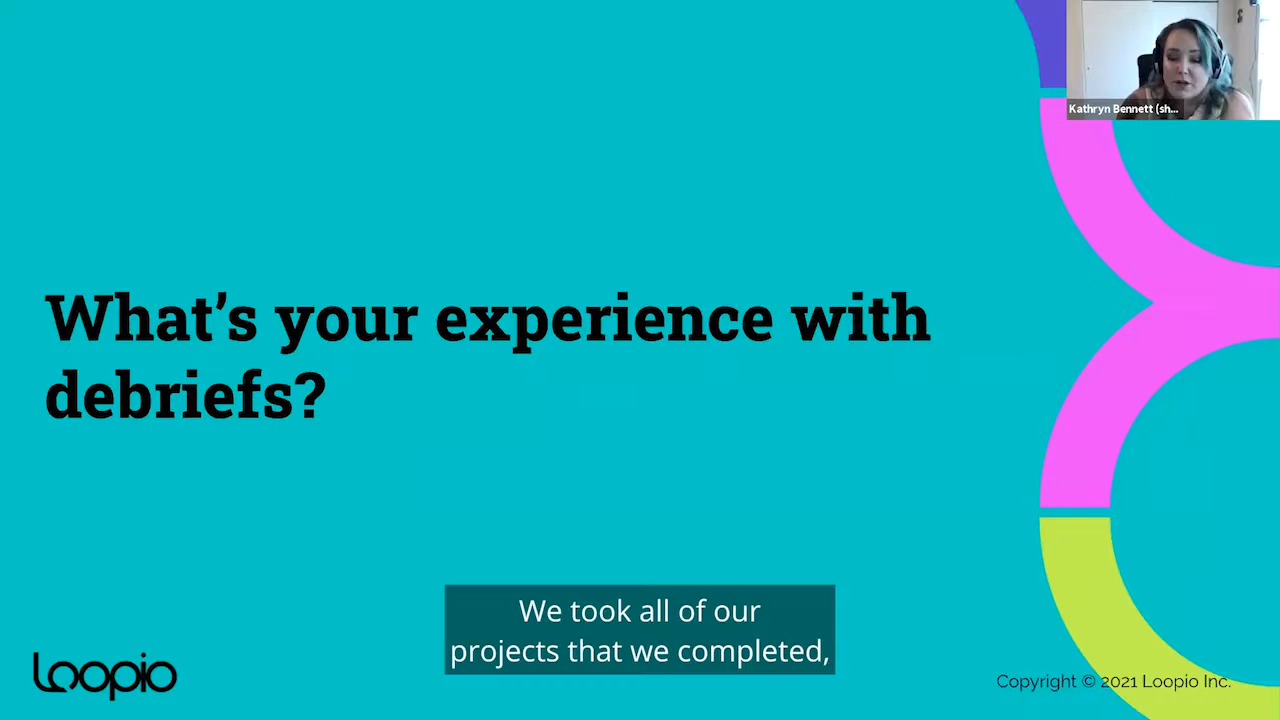 Kathryn Bennett (sh...
What's your experience with
debriefs?
We took all of our
projects that we completed,
Loopio
Copyright © 2021 Loopio Inc.